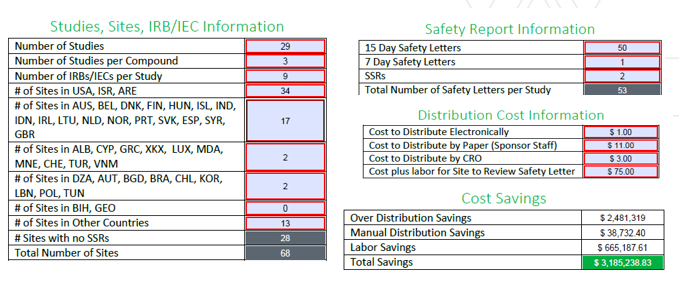 Studies, Sites, IRB/IEC Information
Number of Studies 29
Number of Studies per Compound 3
Number of IRBs/IECs per Study 9
# of Sites in USA, ISR, ARE 34
# of Sites in AUS, BEL, DNK, FIN, HUN, ISL, IND,
IDN, IRL, LTU, NLD, NOR, PRT, SVK, ESP, SYR, 17
GBR
# of Sites in ALB, CYP, GRC, XKX, LUX, MDA,
MNE, CHE, TUR, VNM 2
# of Sites in DZA, AUT, BGD, BRA, CHL, KOR,
LBN, POL, TUN 2
# of Sites in BIH, GEO 0
# of Sites in Other Countries 13
# Sites with no SSRs 28
Total Number of Sites 68
Safety Report Information
15 Day Safety Letters 50
7 Day Safety Letters 1
SSRs 2
Total Number of Safety Letters per Study 53
Distribution Cost Information
Cost to Distribute Electronically $ 1.00
Cost to Distribute by Paper (Sponsor Staff) $ 11.00
Cost to Distribute by CRO $ 3.00
Cost plus labor for Site to Review Safety Letter $ 75.00
Cost Savings
Over Distribution Savings $ 2,481,319
Manual Distribution Savings $ 38,732.40
Labor Savings $ 665,187.61
Total Savings $ 3,185,238.83